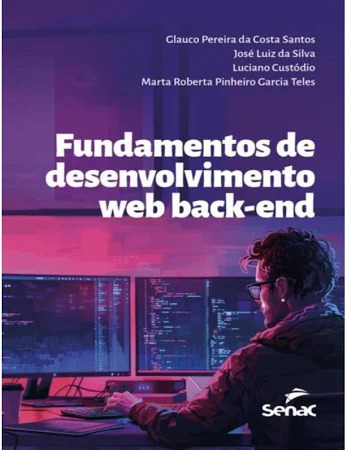 Glauco Pereira da Costa Santos
José Luiz da Silva
Luciano Custódio
Marta Roberta Pinheiro Garcia Teles
Fundamentos de
desenvolvimento
web back-end
Senac